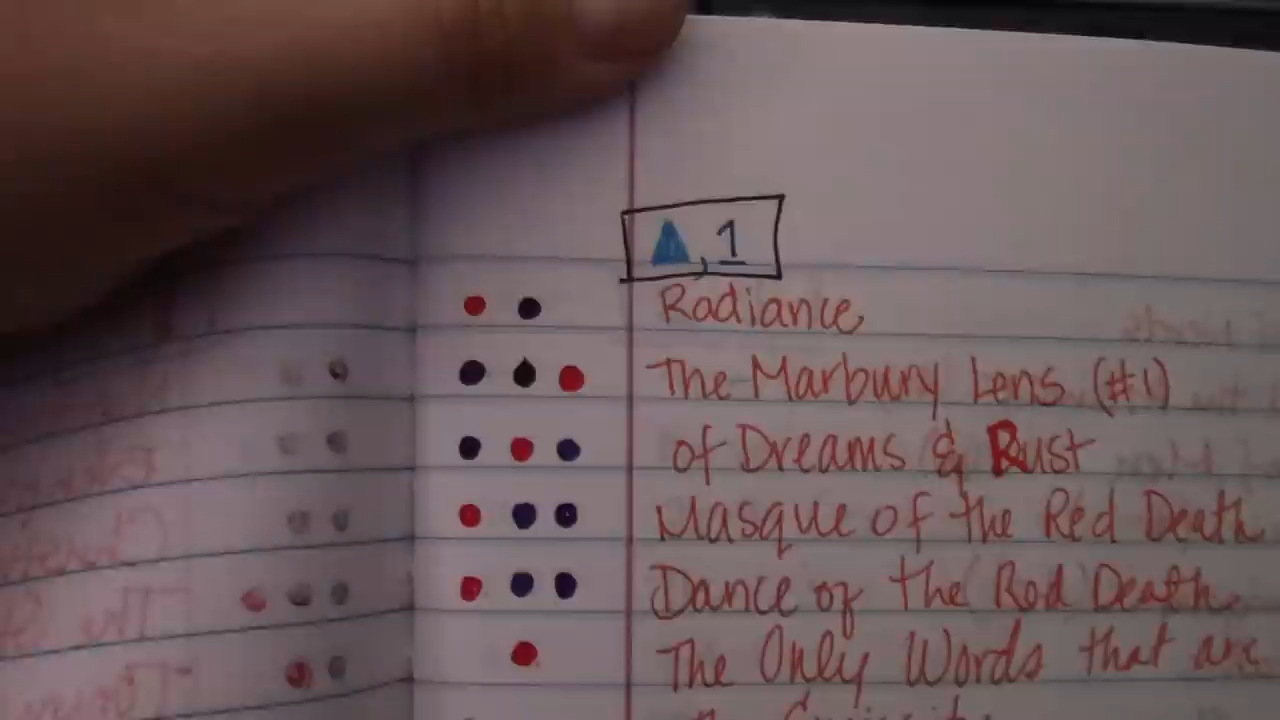 1
Radiance
The Marbury Lens (#1)
of Dreams & Rust
Masque of the Red Death
Dance of the Red Death
The Only Words that are